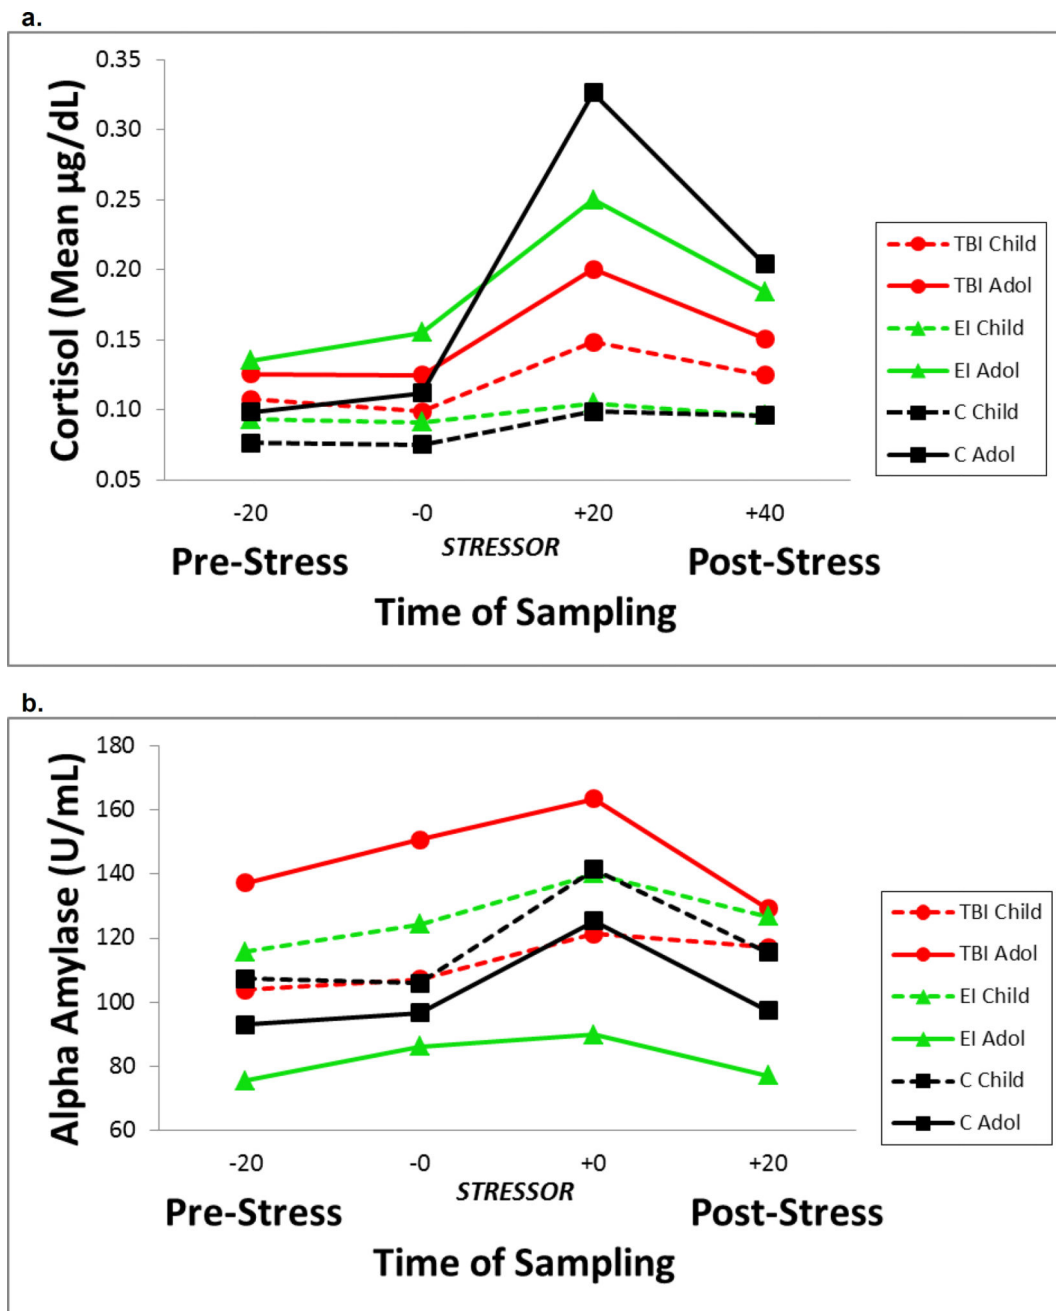 a.
Cortisol (Mean µg/dL)
0.35
0.30
0.25
0.20
0.15
0.10
0.05
-20 -0 +20 +40
STRESSOR
Pre-Stress Post-Stress
Time of Sampling
TBI Child
TBI Adol
EI Child
EI Adol
C Child
C Adol
b.
Alpha Amylase (U/mL)
180
160
140
120
100
80
60
-20 -0 +0 +20
STRESSOR
Pre-Stress Post-Stress
Time of Sampling
TBI Child
TBI Adol
EI Child
EI Adol
C Child
C Adol